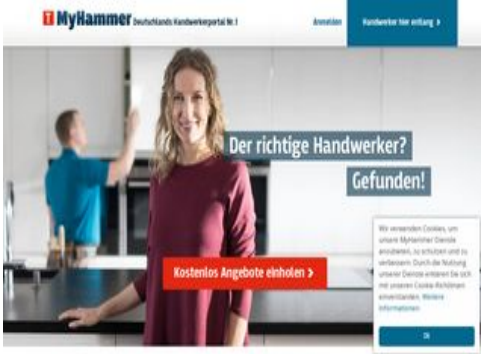 MyHammer Deutschlands Handwerkerportal Nr. 1
Anmelden
Handwerker hier entlang >
Der richtige Handwerker?
Gefunden!
Kostenlos Angebote einholen >
Wir verwenden Cookies, um
unsere MyHammer Dienste
anzubieten, zu schützen und zu
verbessern. Durch die Nutzung
unserer Dienste erklären Sie sich
mit unseren Cookie-Richtlinien
einverstanden. Weitere
Informationen
Ok